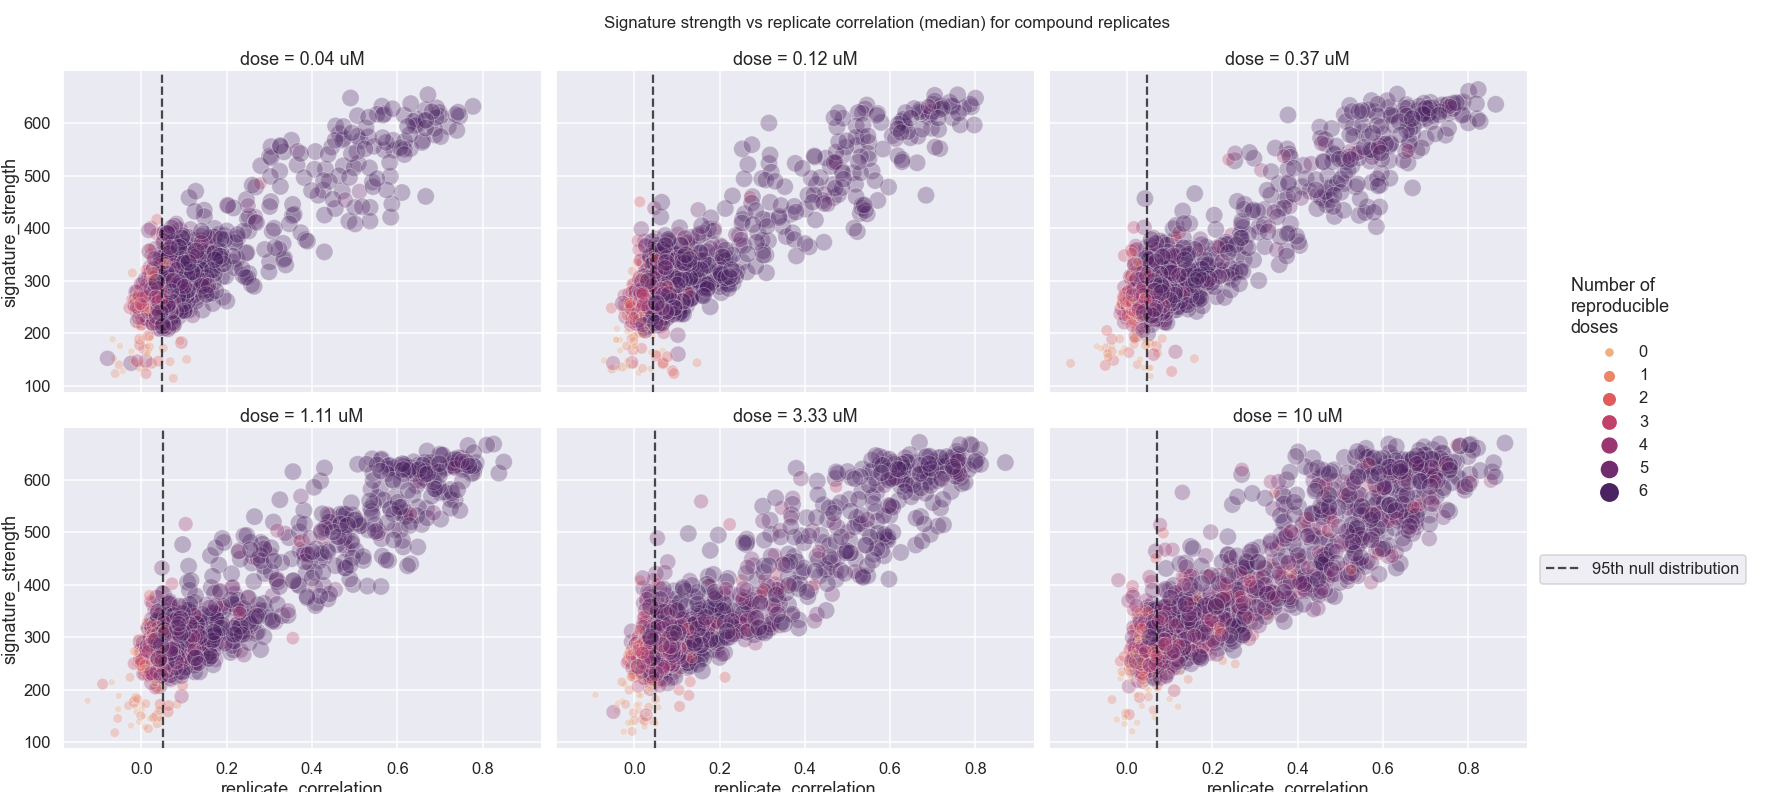 Signature strength vs replicate correlation (median) for compound replicates
dose = 0.04 uM
dose = 0.12 uM
dose = 0.37 uM
600
500
400
300
200
100
signature_strength
dose = 1.11 uM
dose = 3.33 uM
dose = 10 uM
600
500
400
300
200
100
signature_strength
0.0 0.2 0.4 0.6 0.8
0.0 0.2 0.4 0.6 0.8
0.0 0.2 0.4 0.6 0.8
replicate_correlation
replicate_correlation
replicate_correlation
Number of
reproducible
doses
0
1
2
3
4
5
6
95th null distribution